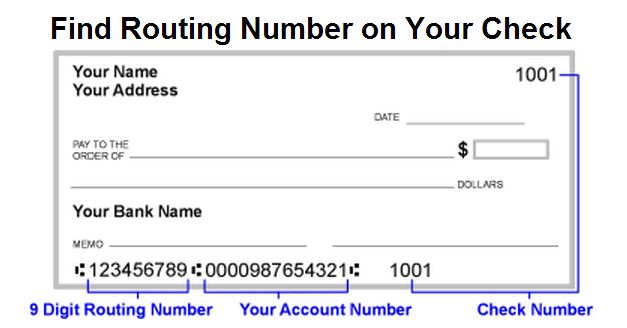 Find Routing Number on Your Check
Your Name
Your Address
1001
DATE
PAY TO THE
ORDER OF
$
DOLLARS
Your Bank Name
MEMO
⑆123456789⑆0000987654321⑆ 1001
9 Digit Routing Number Your Account Number Check Number